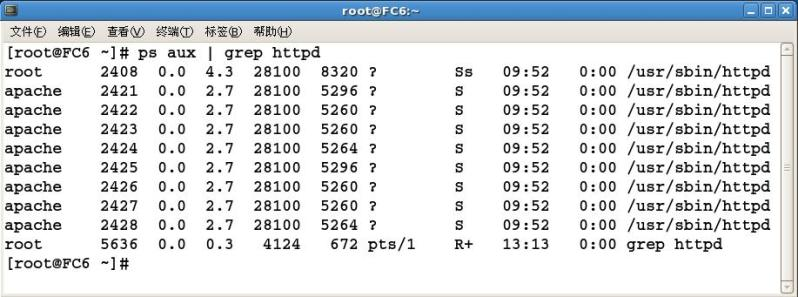 root@FC6:~
文件(F) 编辑(E) 查看(V) 终端(T) 标签(B) 帮助(H)
[root@FC6 ~]# ps aux | grep httpd
root      2408  0.0  4.3  28100  8320 ?        Ss   09:52   0:00 /usr/sbin/httpd
apache    2421  0.0  2.7  28100  5296 ?        S    09:52   0:00 /usr/sbin/httpd
apache    2422  0.0  2.7  28100  5260 ?        S    09:52   0:00 /usr/sbin/httpd
apache    2423  0.0  2.7  28100  5260 ?        S    09:52   0:00 /usr/sbin/httpd
apache    2424  0.0  2.7  28100  5264 ?        S    09:52   0:00 /usr/sbin/httpd
apache    2425  0.0  2.7  28100  5296 ?        S    09:52   0:00 /usr/sbin/httpd
apache    2426  0.0  2.7  28100  5260 ?        S    09:52   0:00 /usr/sbin/httpd
apache    2427  0.0  2.7  28100  5260 ?        S    09:52   0:00 /usr/sbin/httpd
apache    2428  0.0  2.7  28100  5264 ?        S    09:52   0:00 /usr/sbin/httpd
root      5636  0.0  0.3   4124   672 pts/1    R+   13:13   0:00 grep httpd
[root@FC6 ~]#